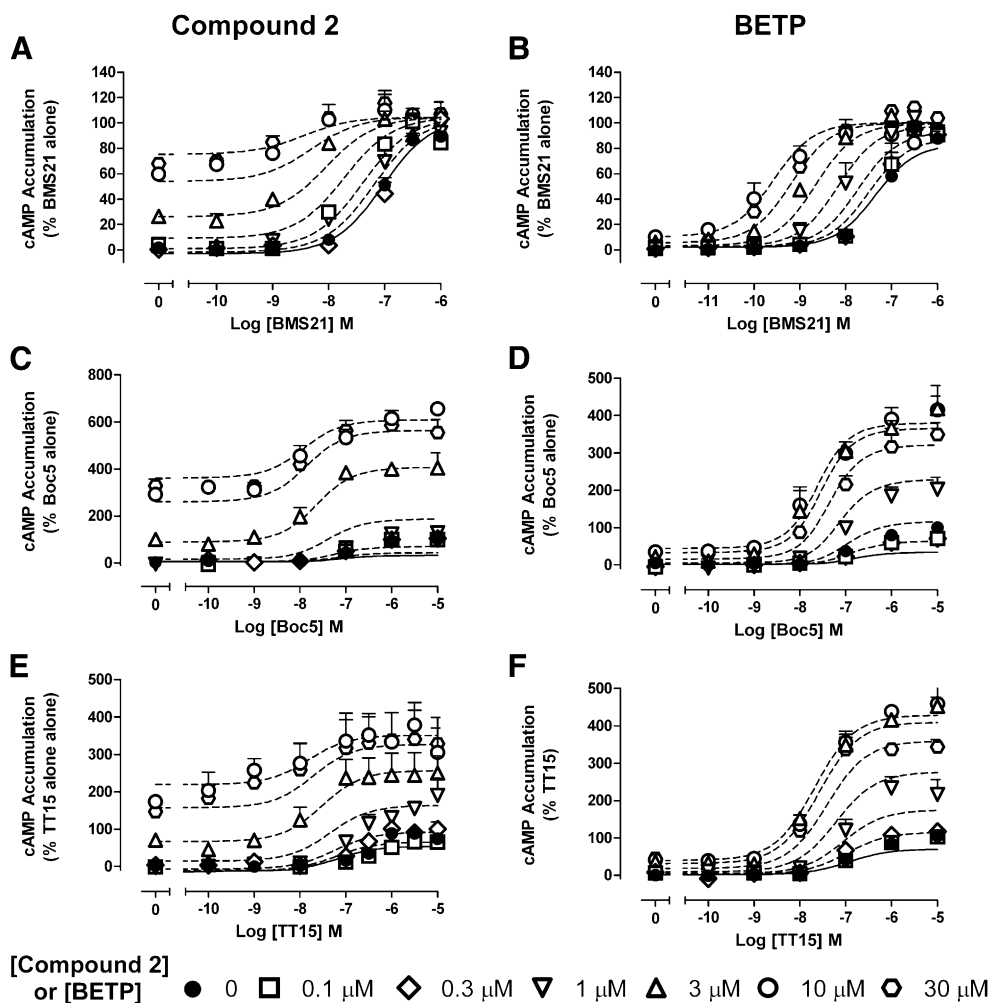 Compound 2
BETP
A
cAMP Accumulation
(% BMS21 alone)
140
120
100
80
60
40
20
0
0
-10
-9
-8
-7
-6
Log [BMS21] M
B
cAMP Accumulation
(% BMS21 alone)
140
120
100
80
60
40
20
0
0
-11
-10
-9
-8
-7
-6
Log [BMS21] M
C
cAMP Accumulation
(% Boc5 alone)
800
600
400
200
0
0
-10
-9
-8
-7
-6
-5
Log [Boc5] M
D
cAMP Accumulation
(% Boc5 alone)
500
400
300
200
100
0
0
-10
-9
-8
-7
-6
-5
Log [Boc5] M
E
cAMP Accumulation
(% TT15 alone alone)
500
400
300
200
100
0
0
-10
-9
-8
-7
-6
-5
Log [TT15] M
F
cAMP Accumulation
(% TT15)
500
400
300
200
100
0
0
-10
-9
-8
-7
-6
-5
Log [TT15] M
[Compound 2]
or [BETP]
0
0.1 µM
0.3 µM
1 µM
3 µM
10 µM
30 µM